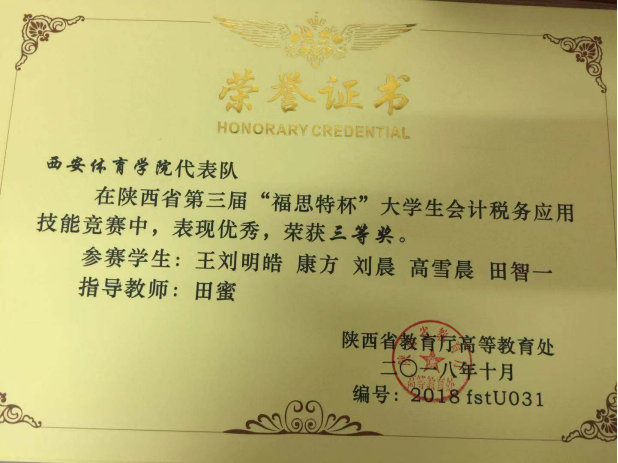 荣誉证书
HONORARY CREDENTIAL
西安体育学院代表队
在陕西省第三届“福思特杯”大学生会计税务应用
技能竞赛中，表现优秀，荣获三等奖。
参赛学生：王刘明皓 康方 刘晨 高雪晨 田智一
指导教师：田蜜
陕西省教育厅高等教育处
二〇一八年十月
编号：2018 fstU031
高等教育处